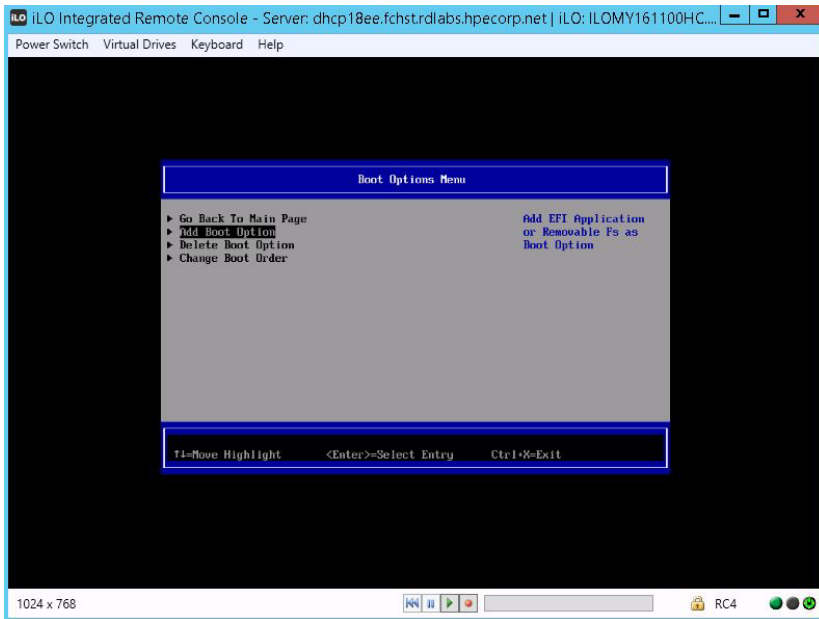 iLO iLO Integrated Remote Console - Server: dhcp18ee.fchst.rdlabs.hpecorp.net | iLO: ILOMY161100HC....
Power Switch Virtual Drives Keyboard Help
Boot Options Menu
Go Back To Main Page
Add Boot Option
Delete Boot Option
Change Boot Order
Add EFI Application
or Removable Fs as
Boot Option
↑↓=Move Highlight <Enter>=Select Entry Ctrl+X=Exit
1024 x 768 RC4